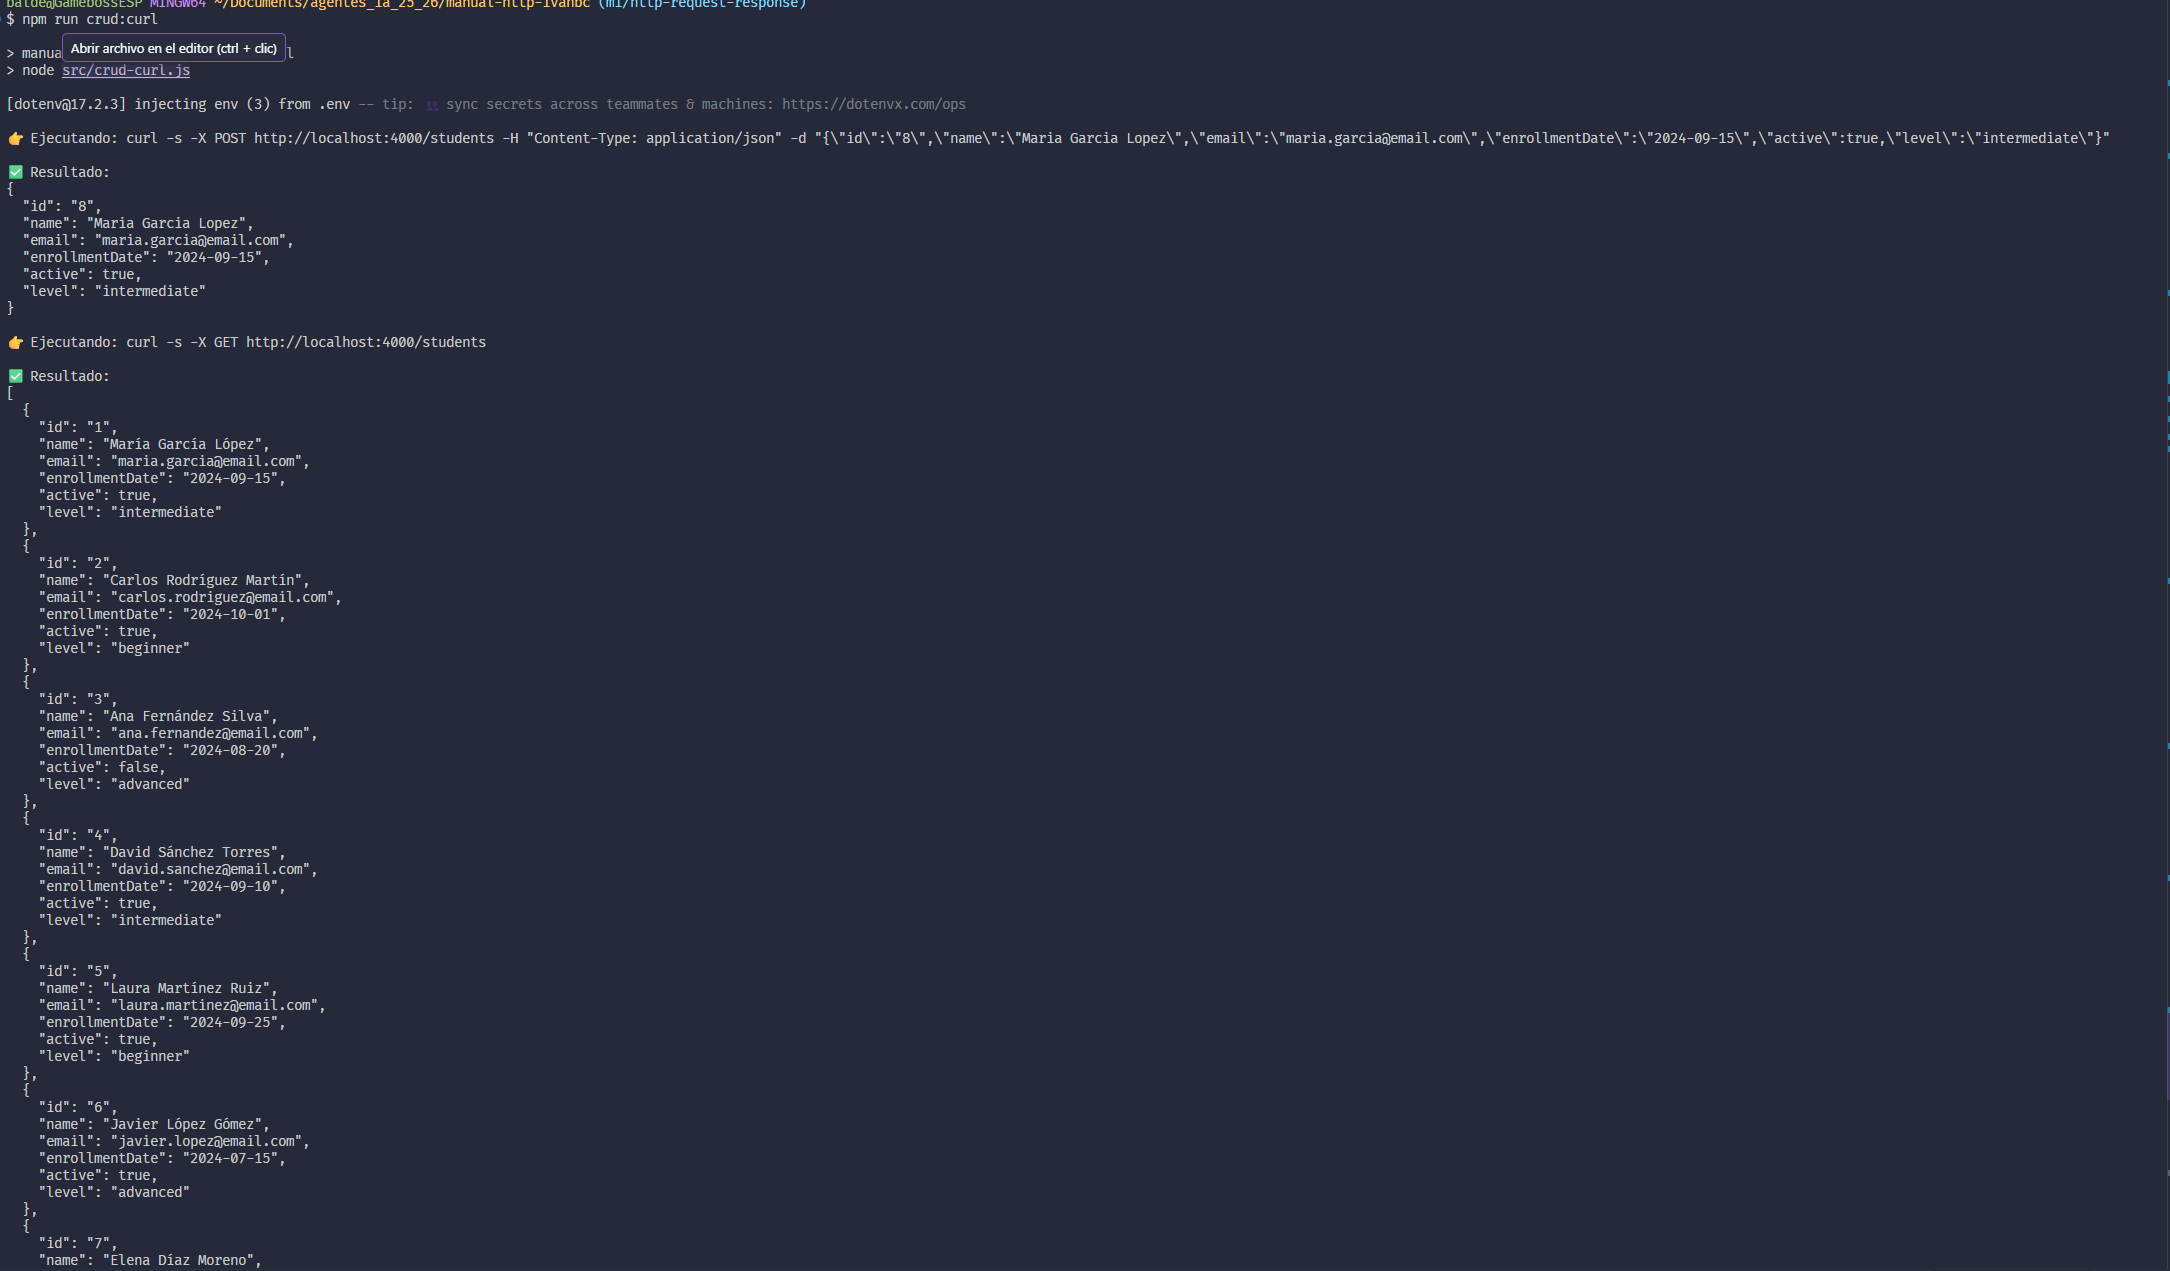 balde@GamebossESP MINGW64 ~/Documents/agentes_ia_25_26/manual-http-ivanbc (m1/http-request-response)
$ npm run crud:curl
Abrir archivo en el editor (ctrl + clic)
> manua l
> node src/crud-curl.js
[dotenv@17.2.3] injecting env (3) from .env -- tip: 👥 sync secrets across teammates & machines: https://dotenvx.com/ops
👉 Ejecutando: curl -s -X POST http://localhost:4000/students -H "Content-Type: application/json" -d "{\"id\":\"8\",\"name\":\"Maria Garcia Lopez\",\"email\":\"maria.garcia@email.com\",\"enrollmentDate\":\"2024-09-15\",\"active\":true,\"level\":\"intermediate\"}"
✅ Resultado:
{
  "id": "8",
  "name": "Maria Garcia Lopez",
  "email": "maria.garcia@email.com",
  "enrollmentDate": "2024-09-15",
  "active": true,
  "level": "intermediate"
}
👉 Ejecutando: curl -s -X GET http://localhost:4000/students
✅ Resultado:
[
  {
    "id": "1",
    "name": "María García López",
    "email": "maria.garcia@email.com",
    "enrollmentDate": "2024-09-15",
    "active": true,
    "level": "intermediate"
  },
  {
    "id": "2",
    "name": "Carlos Rodríguez Martín",
    "email": "carlos.rodriguez@email.com",
    "enrollmentDate": "2024-10-01",
    "active": true,
    "level": "beginner"
  },
  {
    "id": "3",
    "name": "Ana Fernández Silva",
    "email": "ana.fernandez@email.com",
    "enrollmentDate": "2024-08-20",
    "active": false,
    "level": "advanced"
  },
  {
    "id": "4",
    "name": "David Sánchez Torres",
    "email": "david.sanchez@email.com",
    "enrollmentDate": "2024-09-10",
    "active": true,
    "level": "intermediate"
  },
  {
    "id": "5",
    "name": "Laura Martínez Ruiz",
    "email": "laura.martinez@email.com",
    "enrollmentDate": "2024-09-25",
    "active": true,
    "level": "beginner"
  },
  {
    "id": "6",
    "name": "Javier López Gómez",
    "email": "javier.lopez@email.com",
    "enrollmentDate": "2024-07-15",
    "active": true,
    "level": "advanced"
  },
  {
    "id": "7",
    "name": "Elena Díaz Moreno",